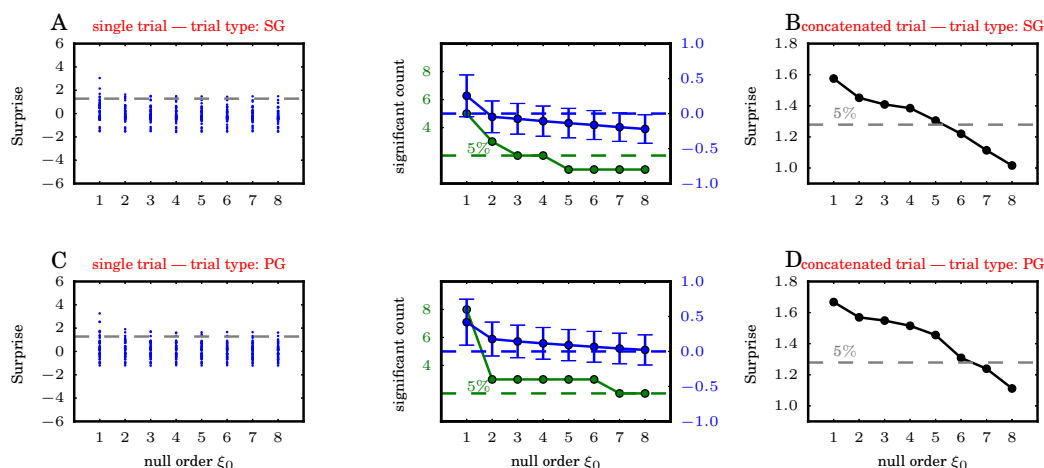 A
single trial — trial type: SG
Surprise
6
4
2
0
−2
−4
−6
1 2 3 4 5 6 7 8
significant count
8
6
4
5%
1.0
0.5
0.0
−0.5
−1.0
1 2 3 4 5 6 7 8
B
concatenated trial — trial type: SG
Surprise
1.8
1.6
1.4
1.2
1.0
5%
1 2 3 4 5 6 7 8
C
single trial — trial type: PG
Surprise
6
4
2
0
−2
−4
−6
1 2 3 4 5 6 7 8
null order ξ0
significant count
8
6
4
5%
1.0
0.5
0.0
−0.5
−1.0
1 2 3 4 5 6 7 8
null order ξ0
D
concatenated trial — trial type: PG
Surprise
1.8
1.6
1.4
1.2
1.0
5%
1 2 3 4 5 6 7 8
null order ξ0